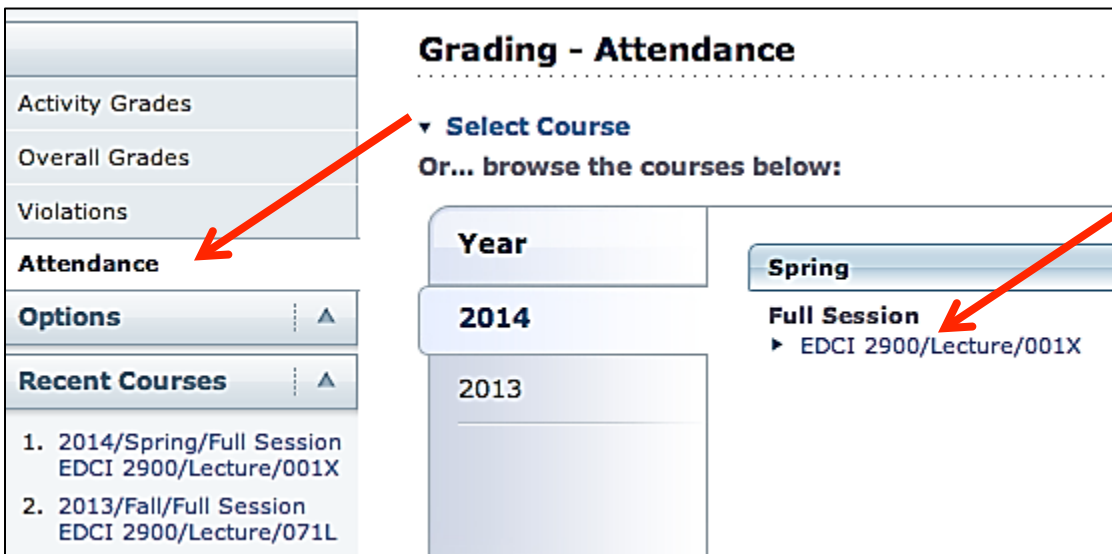 Activity Grades
Overall Grades
Violations
Attendance
Options
Recent Courses
1. 2014/Spring/Full Session
EDCI 2900/Lecture/001X
2. 2013/Fall/Full Session
EDCI 2900/Lecture/071L
Grading - Attendance
Select Course
Or... browse the courses below:
Year
2014
2013
Spring
Full Session
EDCI 2900/Lecture/001X